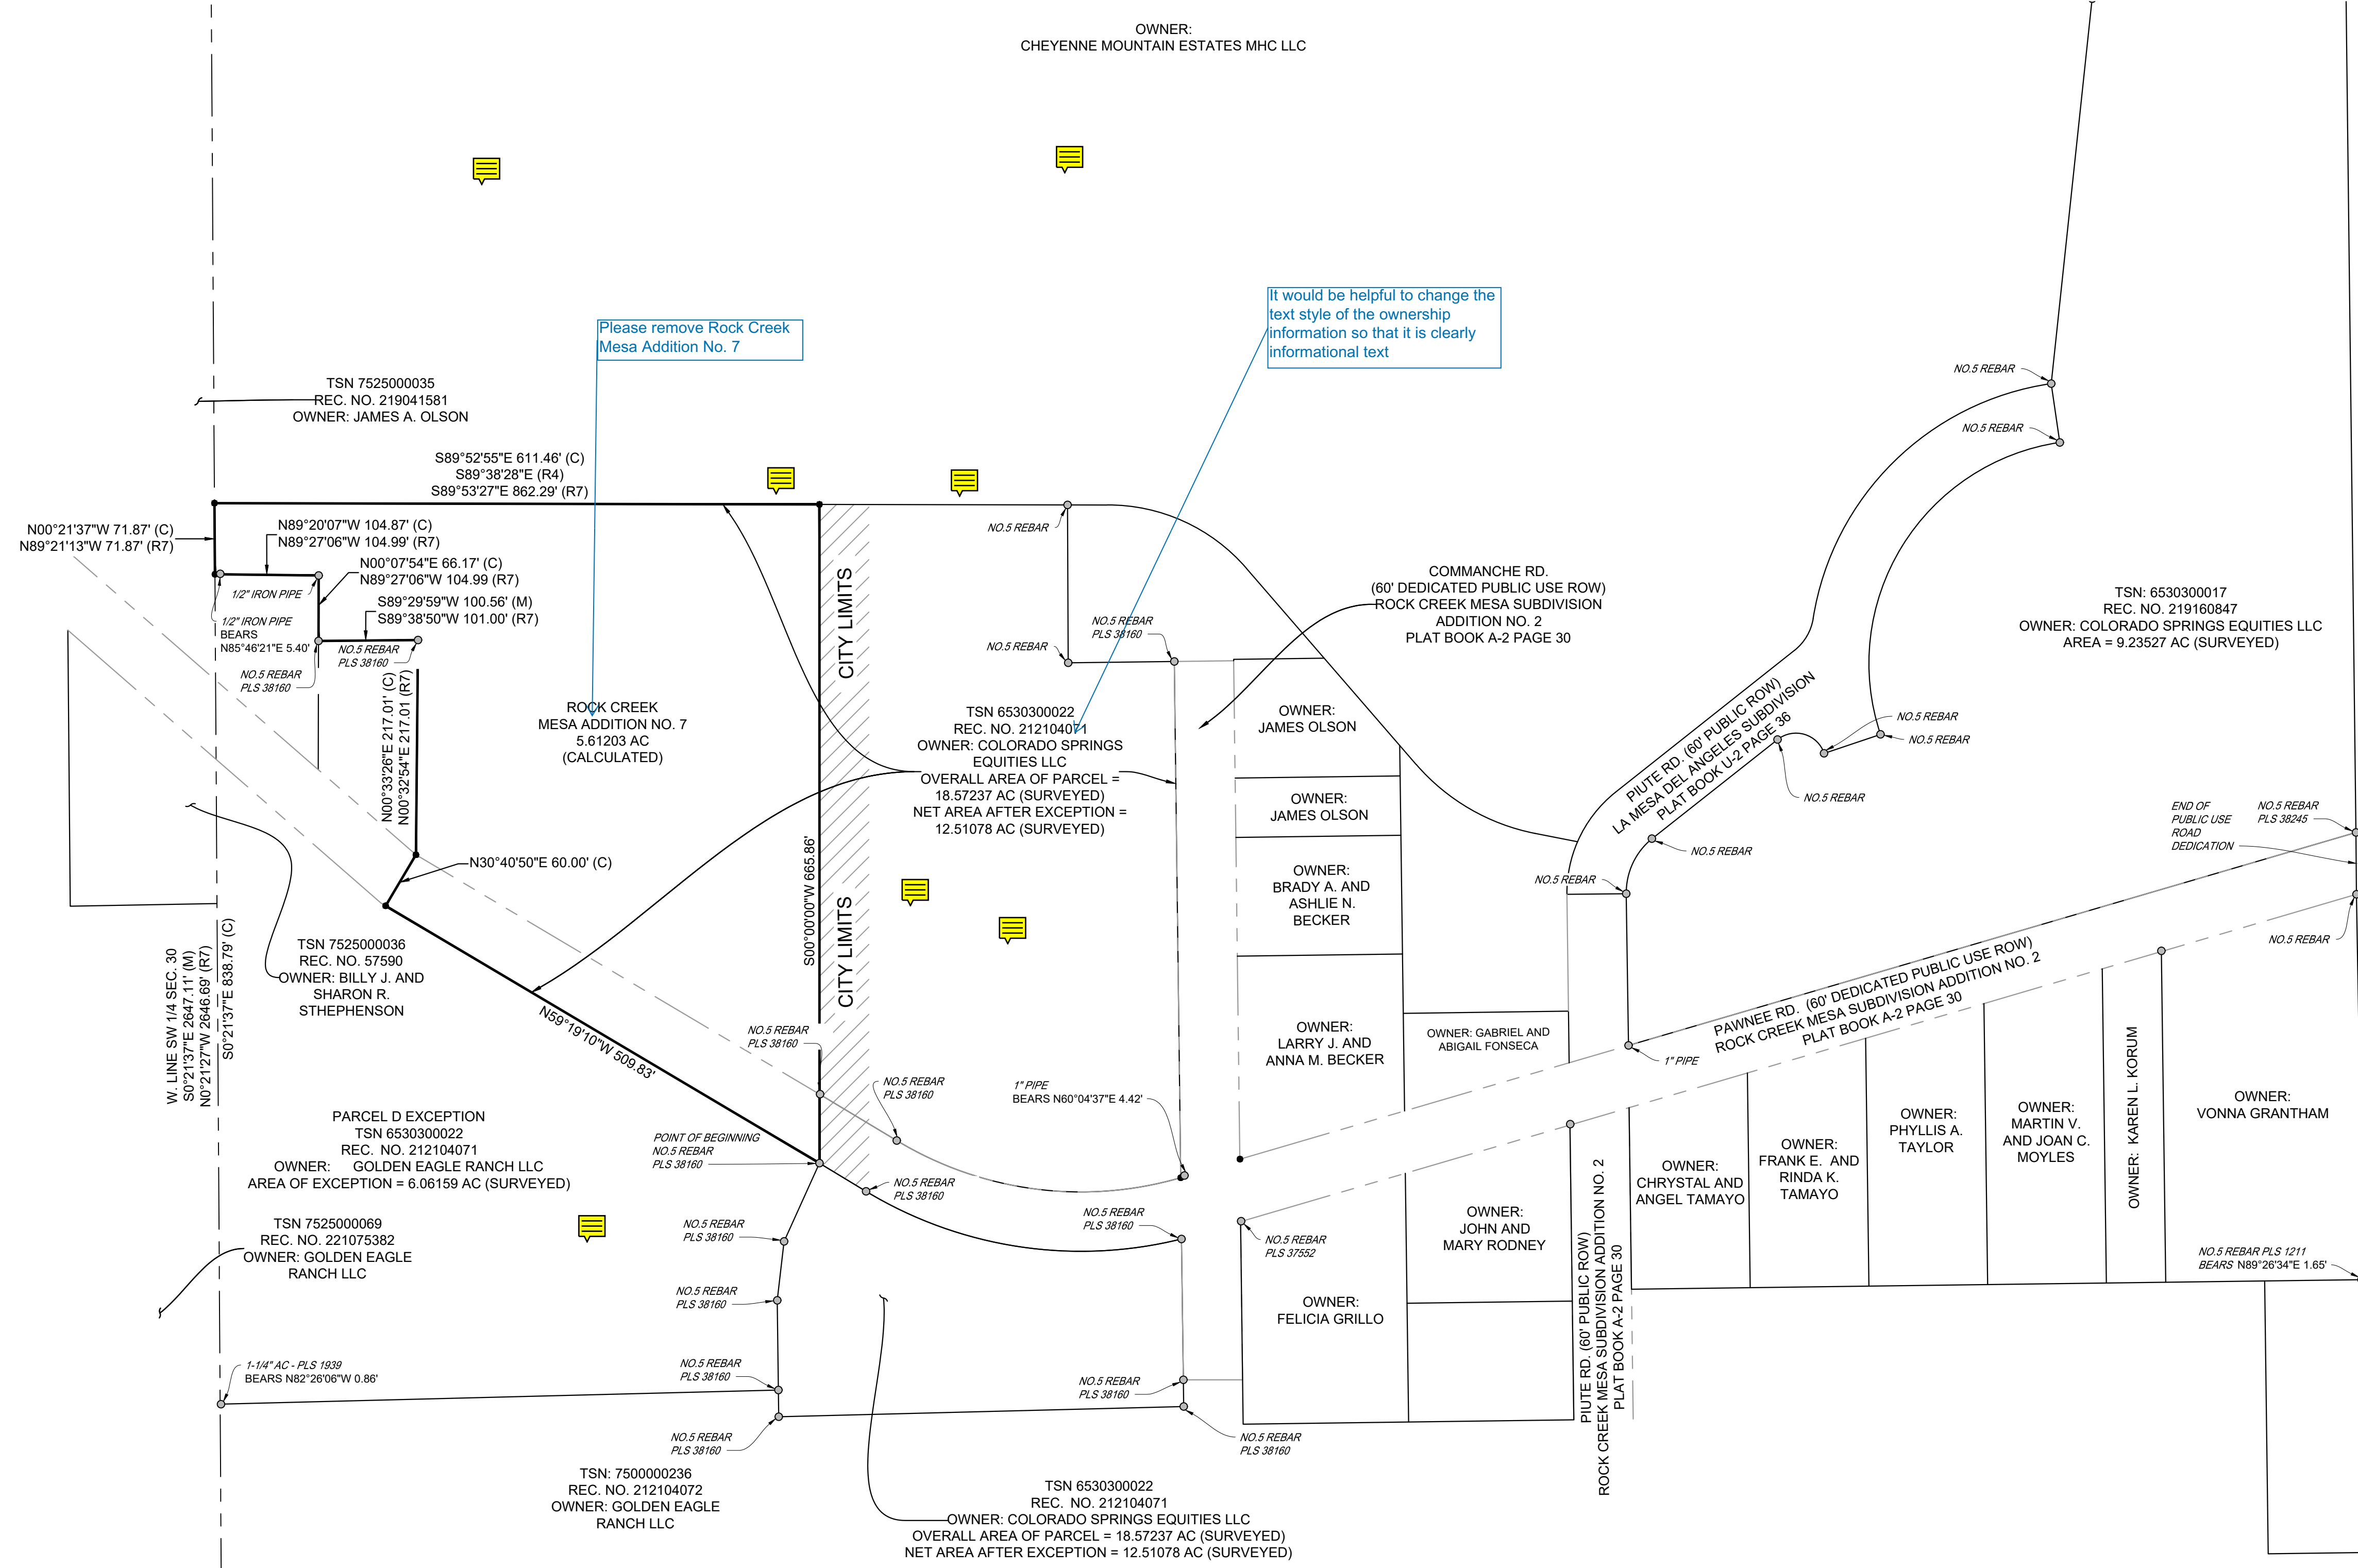 OWNER:
CHEYENNE MOUNTAIN ESTATES MHC LLC
Please remove Rock Creek
Mesa Addition No. 7
It would be helpful to change the
text style of the ownership
information so that it is clearly
informational text
TSN 7525000035
REC. NO. 219041581
OWNER: JAMES A. OLSON
S89°52'55"E 611.46' (C)
S89°38'28"E (R4)
S89°53'27"E 862.29' (R7)
N00°21'37"W 71.87' (C)
N89°21'13"W 71.87' (R7)
N89°20'07"W 104.87' (C)
N89°27'06"W 104.99' (R7)
N00°07'54"E 66.17' (C)
N89°27'06"W 104.99 (R7)
S89°29'59"W 100.56' (M)
S89°38'50"W 101.00' (R7)
1/2" IRON PIPE
1/2" IRON PIPE
BEARS
N85°46'21"E 5.40'
NO.5 REBAR
PLS 38160
NO.5 REBAR
PLS 38160
N00°33'26"E 217.01' (C)
N00°32'54"E 217.01 (R7)
ROCK CREEK
MESA ADDITION NO. 7
5.61203 AC
(CALCULATED)
CITY LIMITS
CITY LIMITS
S00°00'00"W 665.86'
N30°40'50"E 60.00' (C)
N59°19'10"W 509.83'
NO.5 REBAR
NO.5 REBAR
NO.5 REBAR
PLS 38160
TSN 6530300022
REC. NO. 212104071
OWNER: COLORADO SPRINGS
EQUITIES LLC
OVERALL AREA OF PARCEL =
18.57237 AC (SURVEYED)
NET AREA AFTER EXCEPTION =
12.51078 AC (SURVEYED)
COMMANCHE RD.
(60' DEDICATED PUBLIC USE ROW)
ROCK CREEK MESA SUBDIVISION
ADDITION NO. 2
PLAT BOOK A-2 PAGE 30
OWNER:
JAMES OLSON
OWNER:
JAMES OLSON
OWNER:
BRADY A. AND
ASHLIE N.
BECKER
OWNER:
LARRY J. AND
ANNA M. BECKER
OWNER: GABRIEL AND
ABIGAIL FONSECA
NO.5 REBAR
NO.5 REBAR
TSN: 6530300017
REC. NO. 219160847
OWNER: COLORADO SPRINGS EQUITIES LLC
AREA = 9.23527 AC (SURVEYED)
PIUTE RD. (60' PUBLIC ROW)
LA MESA DEL ANGELES SUBDIVISION
PLAT BOOK U-2 PAGE 36
NO.5 REBAR
NO.5 REBAR
NO.5 REBAR
NO.5 REBAR
NO.5 REBAR
END OF
PUBLIC USE
ROAD
DEDICATION
NO.5 REBAR
PLS 38245
NO.5 REBAR
PAWNEE RD. (60' DEDICATED PUBLIC USE ROW)
ROCK CREEK MESA SUBDIVISION ADDITION NO. 2
PLAT BOOK A-2 PAGE 30
1" PIPE
W. LINE SW 1/4 SEC. 30
S0°21'37"E 2647.11' (M)
N0°21'27"W 2646.69' (R7)
S0°21'37"E 838.79' (C)
TSN 7525000036
REC. NO. 57590
OWNER: BILLY J. AND
SHARON R.
STHEPHENSON
NO.5 REBAR
PLS 38160
NO.5 REBAR
PLS 38160
1" PIPE
BEARS N60°04'37"E 4.42'
PARCEL D EXCEPTION
TSN 6530300022
REC. NO. 212104071
OWNER: GOLDEN EAGLE RANCH LLC
AREA OF EXCEPTION = 6.06159 AC (SURVEYED)
POINT OF BEGINNING
NO.5 REBAR
PLS 38160
NO.5 REBAR
PLS 38160
TSN 7525000069
REC. NO. 221075382
OWNER: GOLDEN EAGLE
RANCH LLC
NO.5 REBAR
PLS 38160
NO.5 REBAR
PLS 38160
NO.5 REBAR
PLS 38160
NO.5 REBAR
PLS 38160
NO.5 REBAR
PLS 38160
NO.5 REBAR
PLS 38160
NO.5 REBAR
PLS 38160
NO.5 REBAR
PLS 37552
1-1/4" AC - PLS 1939
BEARS N82°26'06"W 0.86'
OWNER:
FELICIA GRILLO
OWNER:
JOHN AND
MARY RODNEY
PIUTE RD. (60' PUBLIC ROW)
ROCK CREEK MESA SUBDIVISION ADDITION NO. 2
PLAT BOOK A-2 PAGE 30
OWNER:
CHRYSTAL AND
ANGEL TAMAYO
OWNER:
FRANK E. AND
RINDA K.
TAMAYO
OWNER:
PHYLLIS A.
TAYLOR
OWNER:
MARTIN V.
AND JOAN C.
MOYLES
OWNER: KAREN L. KORUM
OWNER:
VONNA GRANTHAM
NO.5 REBAR PLS 1211
BEARS N89°26'34"E 1.65'
TSN: 7500000236
REC. NO. 212104072
OWNER: GOLDEN EAGLE
RANCH LLC
TSN 6530300022
REC. NO. 212104071
OWNER: COLORADO SPRINGS EQUITIES LLC
OVERALL AREA OF PARCEL = 18.57237 AC (SURVEYED)
NET AREA AFTER EXCEPTION = 12.51078 AC (SURVEYED)